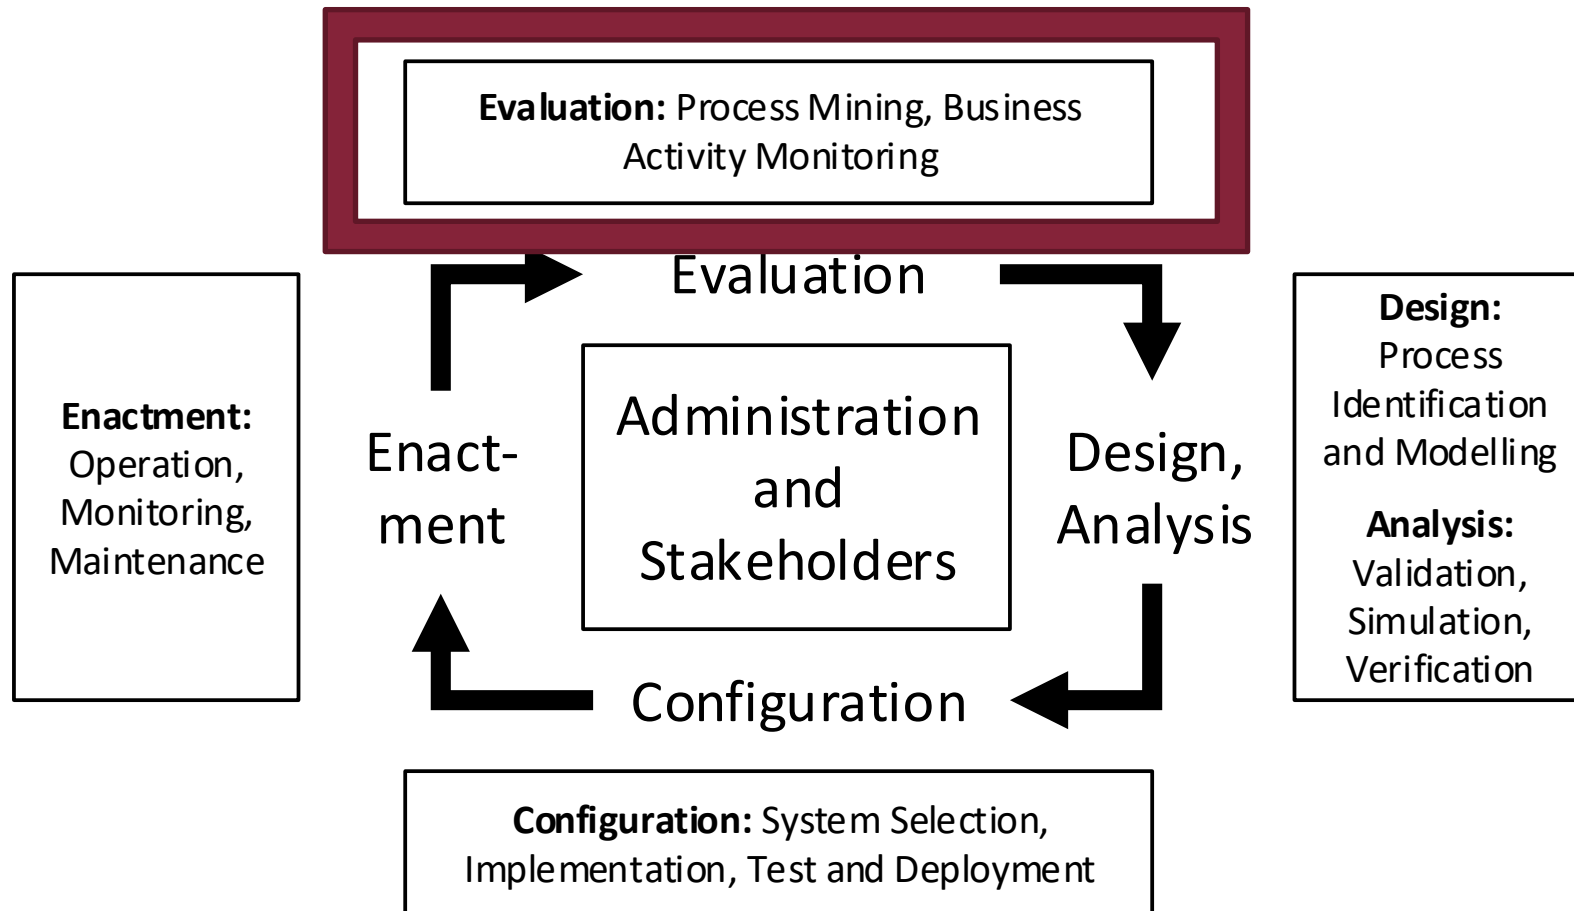 Evaluation: Process Mining, Business
Activity Monitoring
Evaluation
Enactment:
Operation,
Monitoring,
Maintenance
Enact-
ment
Administration
and
Stakeholders
Design,
Analysis
Design:
Process
Identification
and Modelling
Analysis:
Validation,
Simulation,
Verification
Configuration
Configuration: System Selection,
Implementation, Test and Deployment